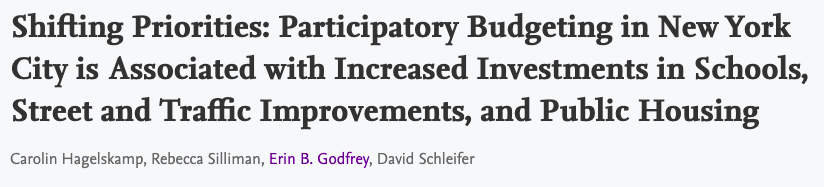 Shifting Priorities: Participatory Budgeting in New York
City is Associated with Increased Investments in Schools,
Street and Traffic Improvements, and Public Housing
Carolin Hagelskamp, Rebecca Silliman, Erin B. Godfrey, David Schleifer